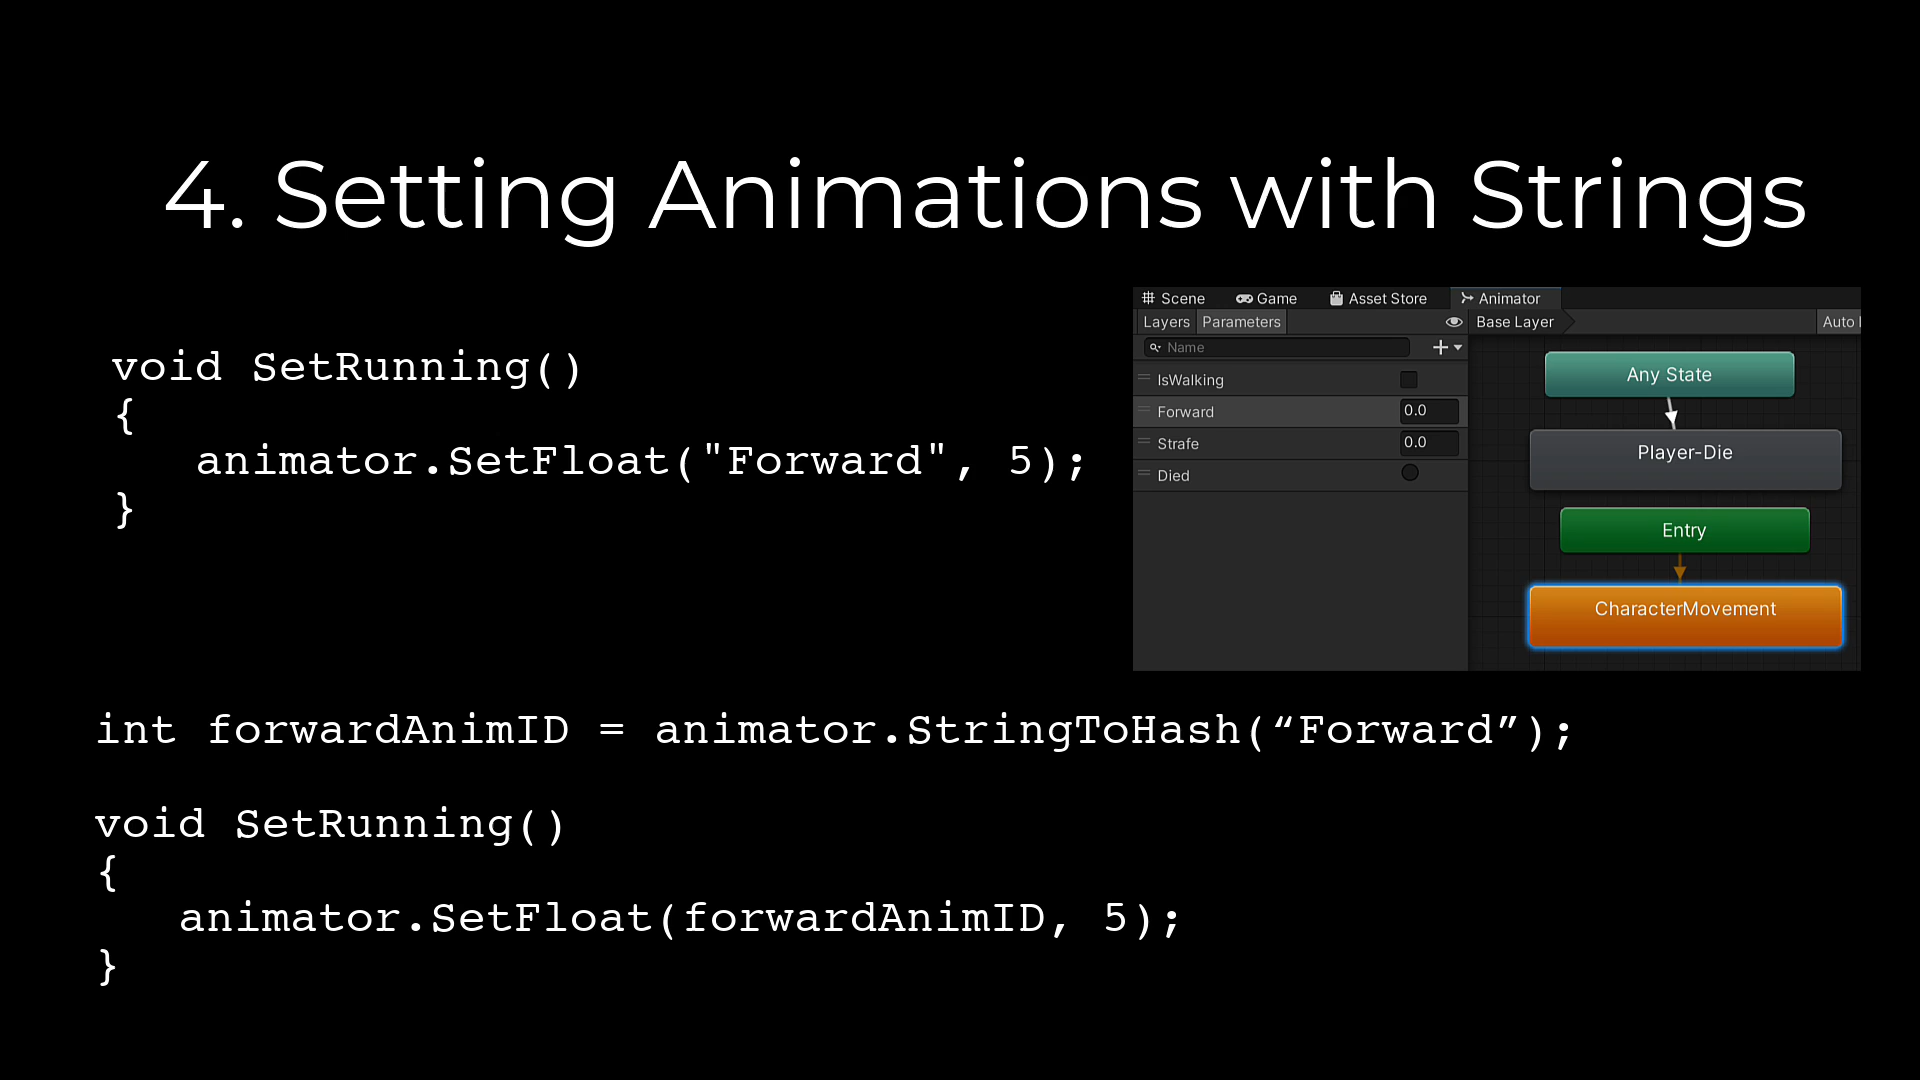 4. Setting Animations with Strings
void SetRunning()
{
animator.SetFloat("Forward", 5);
}
Scene Game Asset Store Animator
Layers Parameters Base Layer Auto
Name
IsWalking
Forward 0.0
Strafe 0.0
Died
Any State
Player-Die
Entry
CharacterMovement
int forwardAnimID = animator.StringToHash(“Forward”);
void SetRunning()
{
animator.SetFloat(forwardAnimID, 5);
}